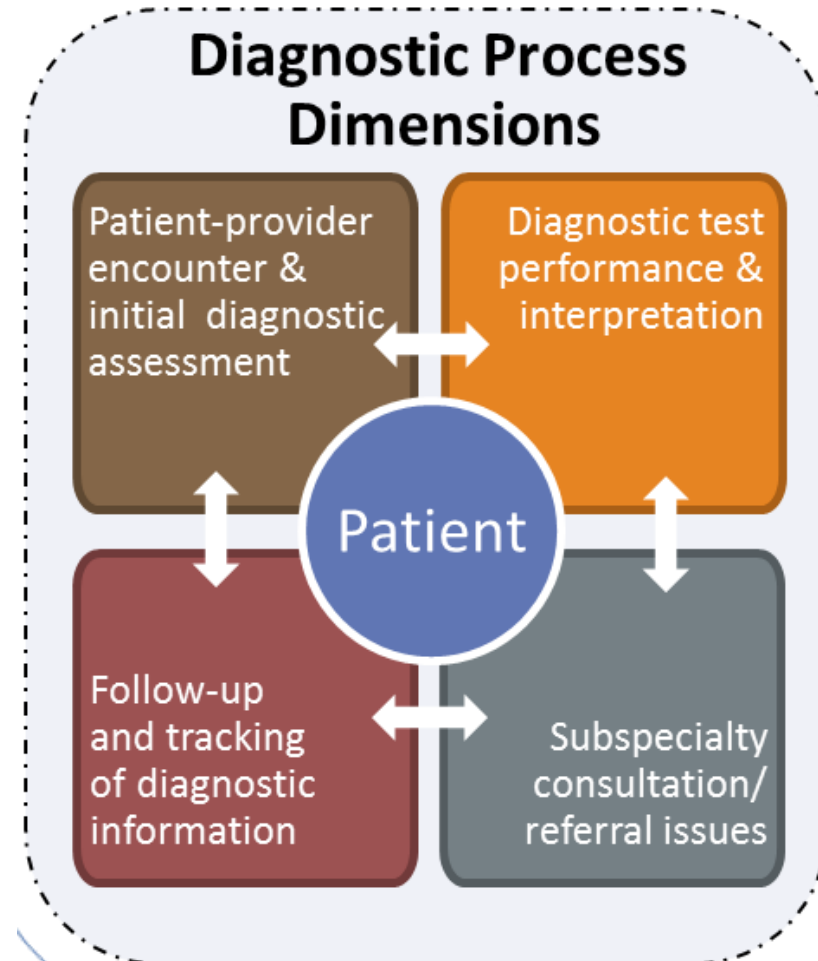 Diagnostic Process
Dimensions
Patient-provider
encounter &
initial diagnostic
assessment
Diagnostic test
performance &
interpretation
Patient
Follow-up
and tracking
of diagnostic
information
Subspecialty
consultation/
referral issues